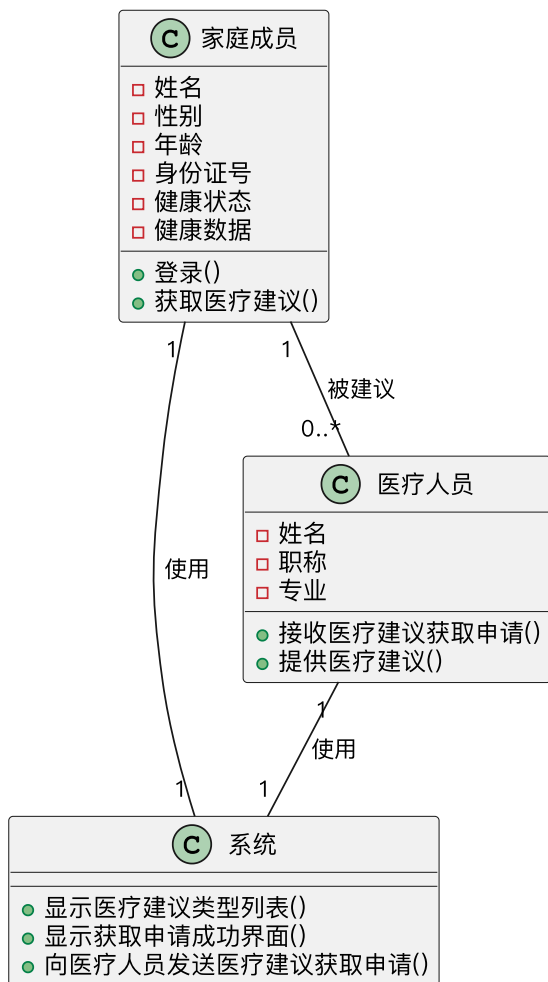 C 家庭成员
姓名
性别
年龄
身份证号
健康状态
健康数据
登录()
获取医疗建议()
1
1
被建议
0..*
C 医疗人员
姓名
职称
专业
接收医疗建议获取申请()
提供医疗建议()
使用
1
使用
1
1
C 系统
显示医疗建议类型列表()
显示获取申请成功界面()
向医疗人员发送医疗建议获取申请()